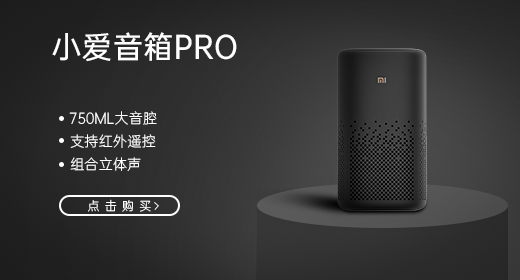 小爱音箱PRO
• 750ML大音腔
• 支持红外遥控
• 组合立体声
点击购买>
mi